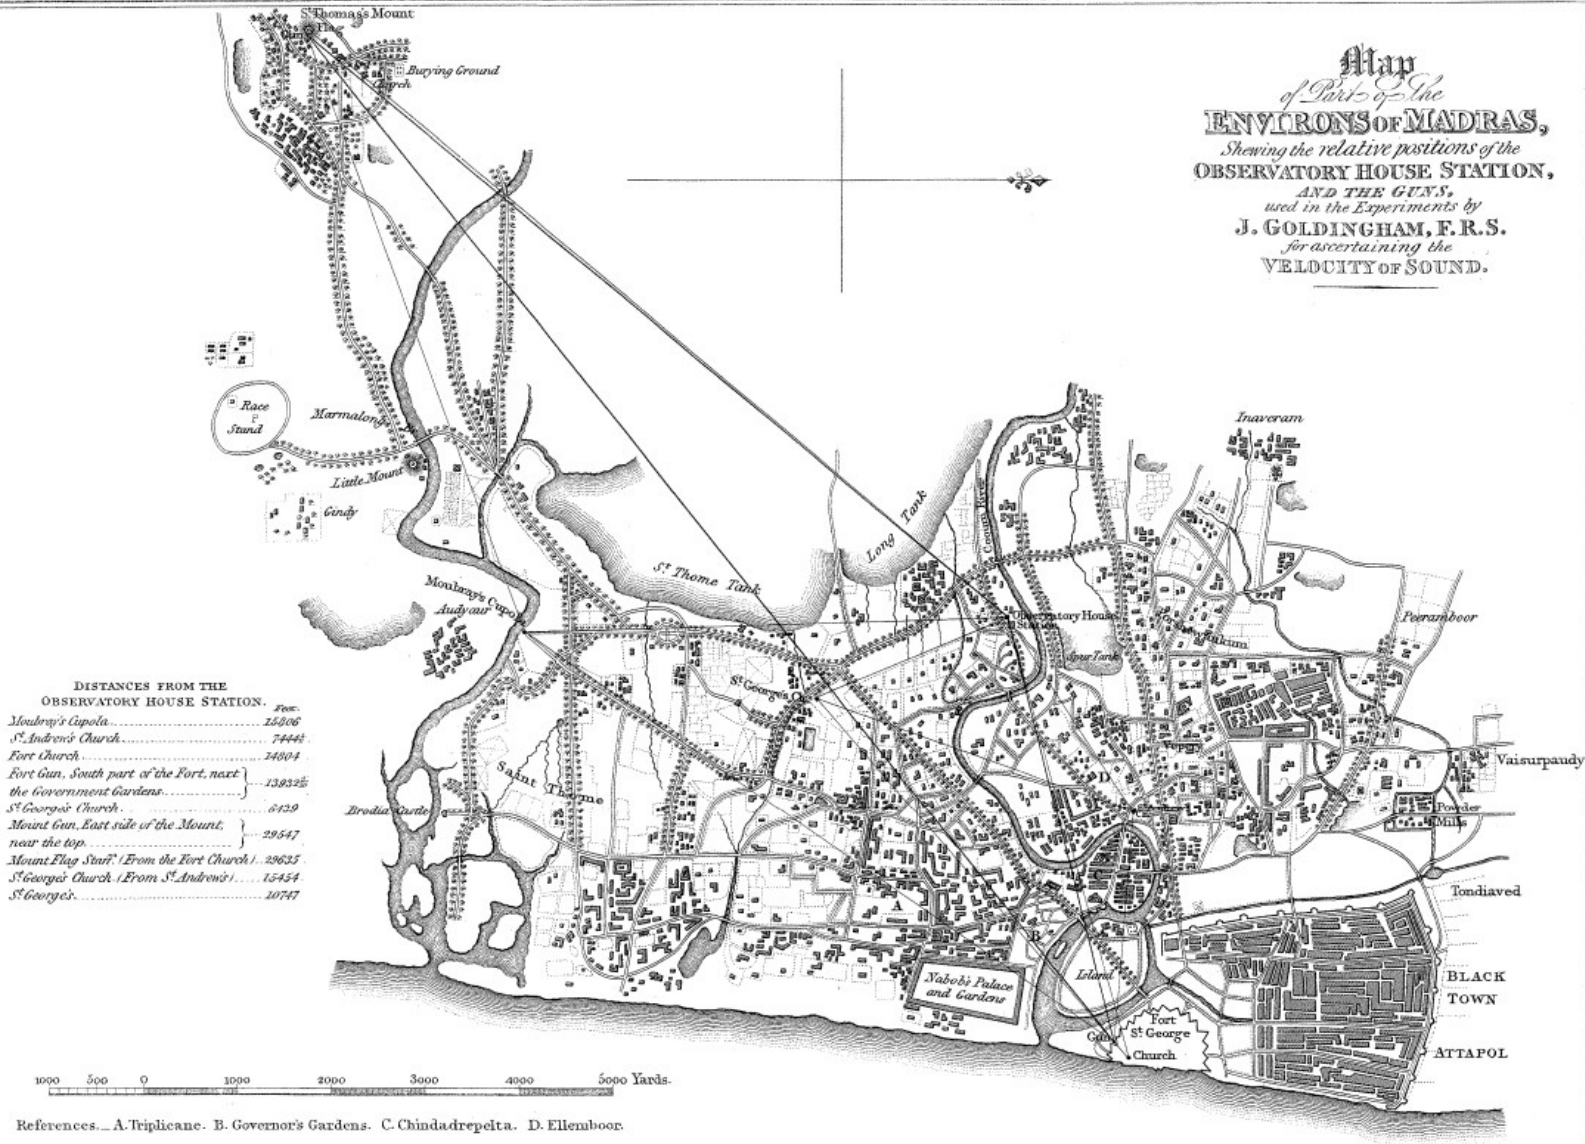 Map
of Part of the
ENVIRONS OF MADRAS,
Shewing the relative positions of the
OBSERVATORY HOUSE STATION,
AND THE GUNS,
used in the Experiments by
J. GOLDINGHAM, F.R.S.
for ascertaining the
VELOCITY OF SOUND.
St. Thomas's Mount
Flag
Gun
Burying Ground
Church
Race
Stand
Marmalong Br.
Little Mount
Gindy
Inaveram
Long Tank
Cooum River
St. Thome Tank
Moubray's Cupola
Audyaur
Observatory House
Station
Spur Tank
Peeramboor
St. George's C
Vepery
Vaisurpaudy
Saint Thome
D
Brodia Castle
Powder
Mills
C
Tondiaved
A
B
Island
Nabob's Palace
and Gardens
BLACK
TOWN
Fort
St. George
Gun
Church
ATTAPOL
DISTANCES FROM THE
OBSERVATORY HOUSE STATION.
Feet.
Moubray's Cupola 15806
St. Andrew's Church 7444½
Fort Church 14804
Fort Gun, South part of the Fort, next
the Government Gardens
St. George's Church 6439
Mount Gun, East side of the Mount,
near the top. 29547
Mount Flag Staff (From the Fort Church) 29635
St. George's Church (From St. Andrew's) 15454
St. George's 10747
1000 500 0 1000 2000 3000 4000 5000 Yards.
References._ A. Triplicane. B. Governor's Gardens. C. Chindadrepelta. D. Ellemboor.